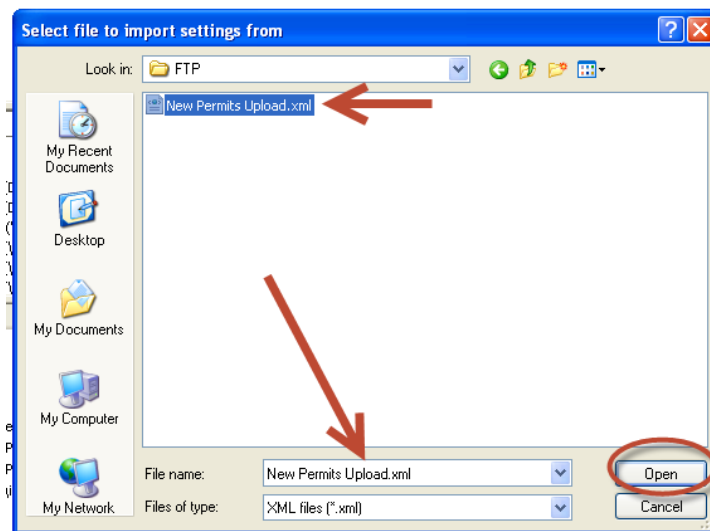 Select file to import settings from
Look in:
FTP
New Permits Upload.xml
My Recent
Documents
Desktop
My Documents
My Computer
My Network
File name:
New Permits Upload.xml
Open
Files of type:
XML files (*.xml)
Cancel